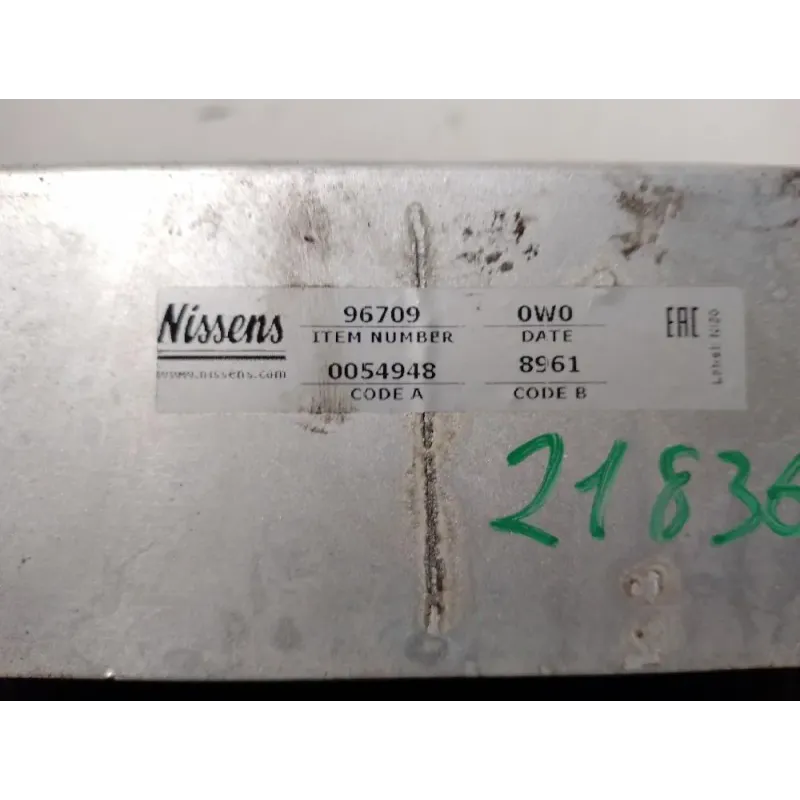 Nissens
96709
ITEM NUMBER
0W0
DATE
EAC
www.nissens.com
0054948
CODE A
8961
CODE B
21836